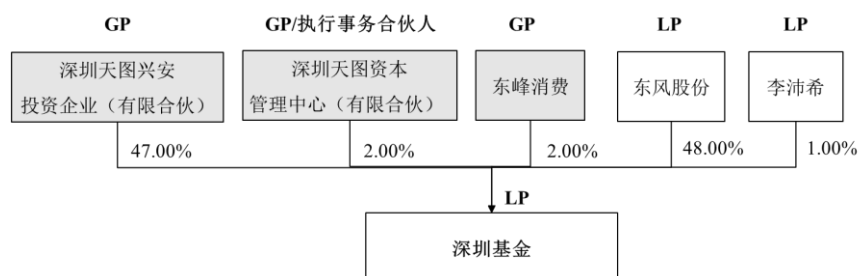 GP
GP/执行事务合伙人
GP
LP
LP
深圳天图兴安
投资企业（有限合伙）
深圳天图资本
管理中心（有限合伙）
东峰消费
东风股份
李沛希
47.00%
2.00%
2.00%
48.00%
1.00%
LP
深圳基金